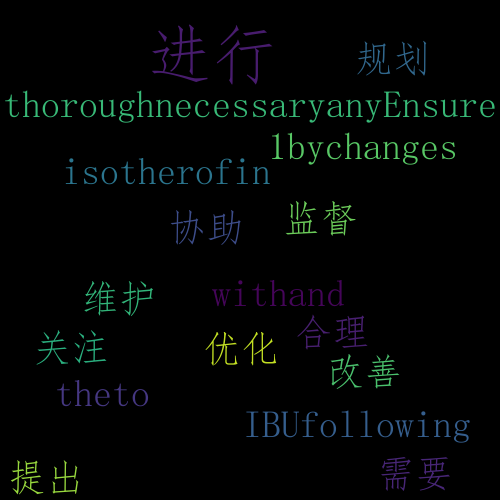 进行
规划
thoroughnecessaryanyEnsure
1bychanges
isotherofin
监督
协助
维护
withand
合理
关注
优化
改善
theto
IBUfollowing
提出
需要